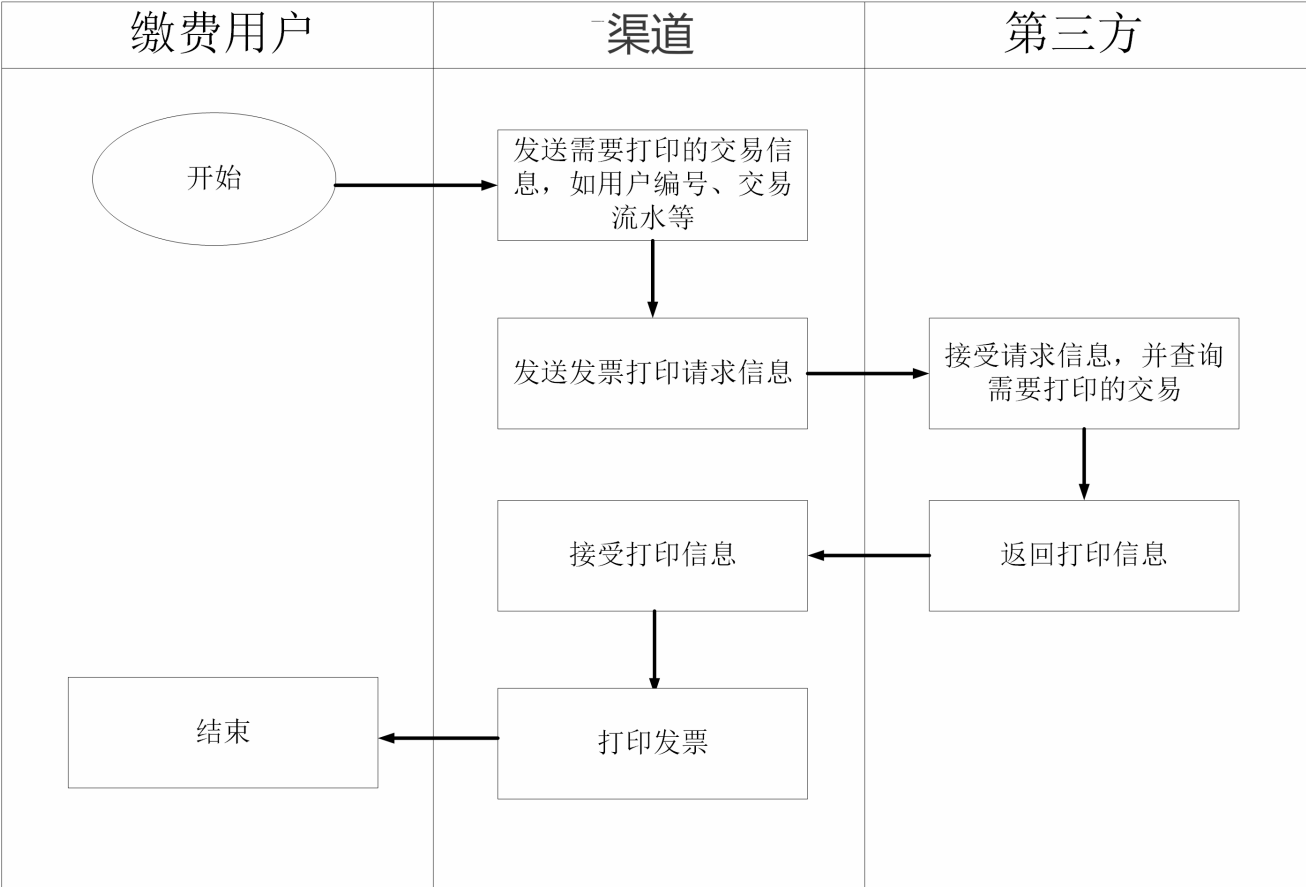 缴费用户
渠道
第三方
开始
发送需要打印的交易信
息，如用户编号、交易
流水等
发送发票打印请求信息
接受请求信息，并查询
需要打印的交易
接受打印信息
返回打印信息
结束
打印发票